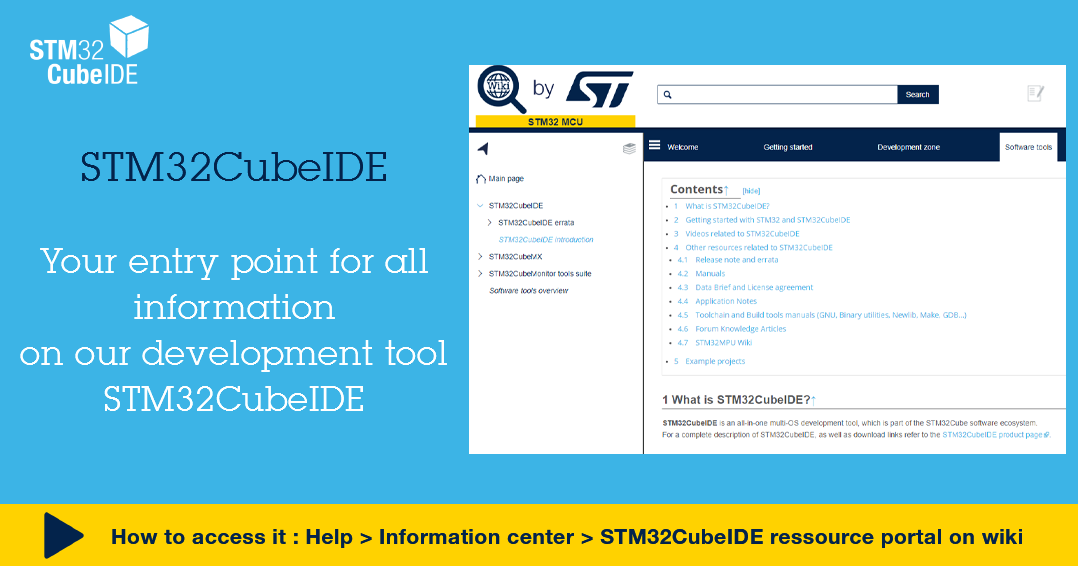 STM32
CubeIDE
STM32CubeIDE
Your entry point for all
information
on our development tool
STM32CubeIDE
Wiki by ST
STM32 MCU
Search
Main page
STM32CubeIDE
STM32CubeIDE errata
STM32CubeIDE introduction
STM32CubeMX
STM32CubeMonitor tools suite
Software tools overview
Welcome Getting started Development zone Software tools
Contents↑ [hide]
1 What is STM32CubeIDE?
2 Getting started with STM32 and STM32CubeIDE
3 Videos related to STM32CubeIDE
4 Other resources related to STM32CubeIDE
4.1 Release note and errata
4.2 Manuals
4.3 Data Brief and License agreement
4.4 Application Notes
4.5 Toolchain and Build tools manuals (GNU, Binary utilities, Newlib, Make, GDB...)
4.6 Forum Knowledge Articles
4.7 STM32MPU Wiki
5 Example projects
1 What is STM32CubeIDE?↑
STM32CubeIDE is an all-in-one multi-OS development tool, which is part of the STM32Cube software ecosystem.
For a complete description of STM32CubeIDE, as well as download links refer to the STM32CubeIDE product page.
How to access it : Help > Information center > STM32CubeIDE ressource portal on wiki